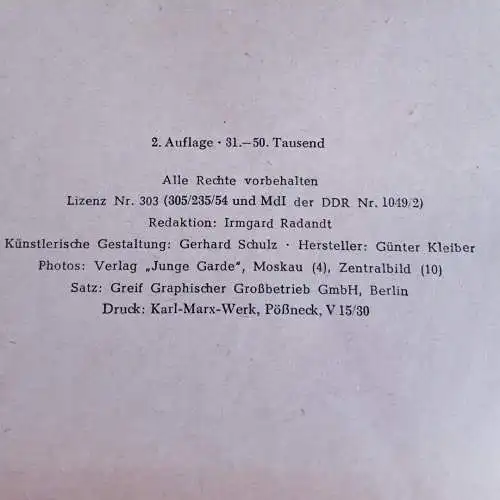 2. Auflage · 31.—50. Tausend
Alle Rechte vorbehalten
Lizenz Nr. 303 (305/235/54 und MdI der DDR Nr. 1049/2)
Redaktion: Irmgard Radandt
Künstlerische Gestaltung: Gerhard Schulz · Hersteller: Günter Kleiber
Photos: Verlag „Junge Garde", Moskau (4), Zentralbild (10)
Satz: Greif Graphischer Großbetrieb GmbH, Berlin
Druck: Karl-Marx-Werk, Pößneck, V 15/30